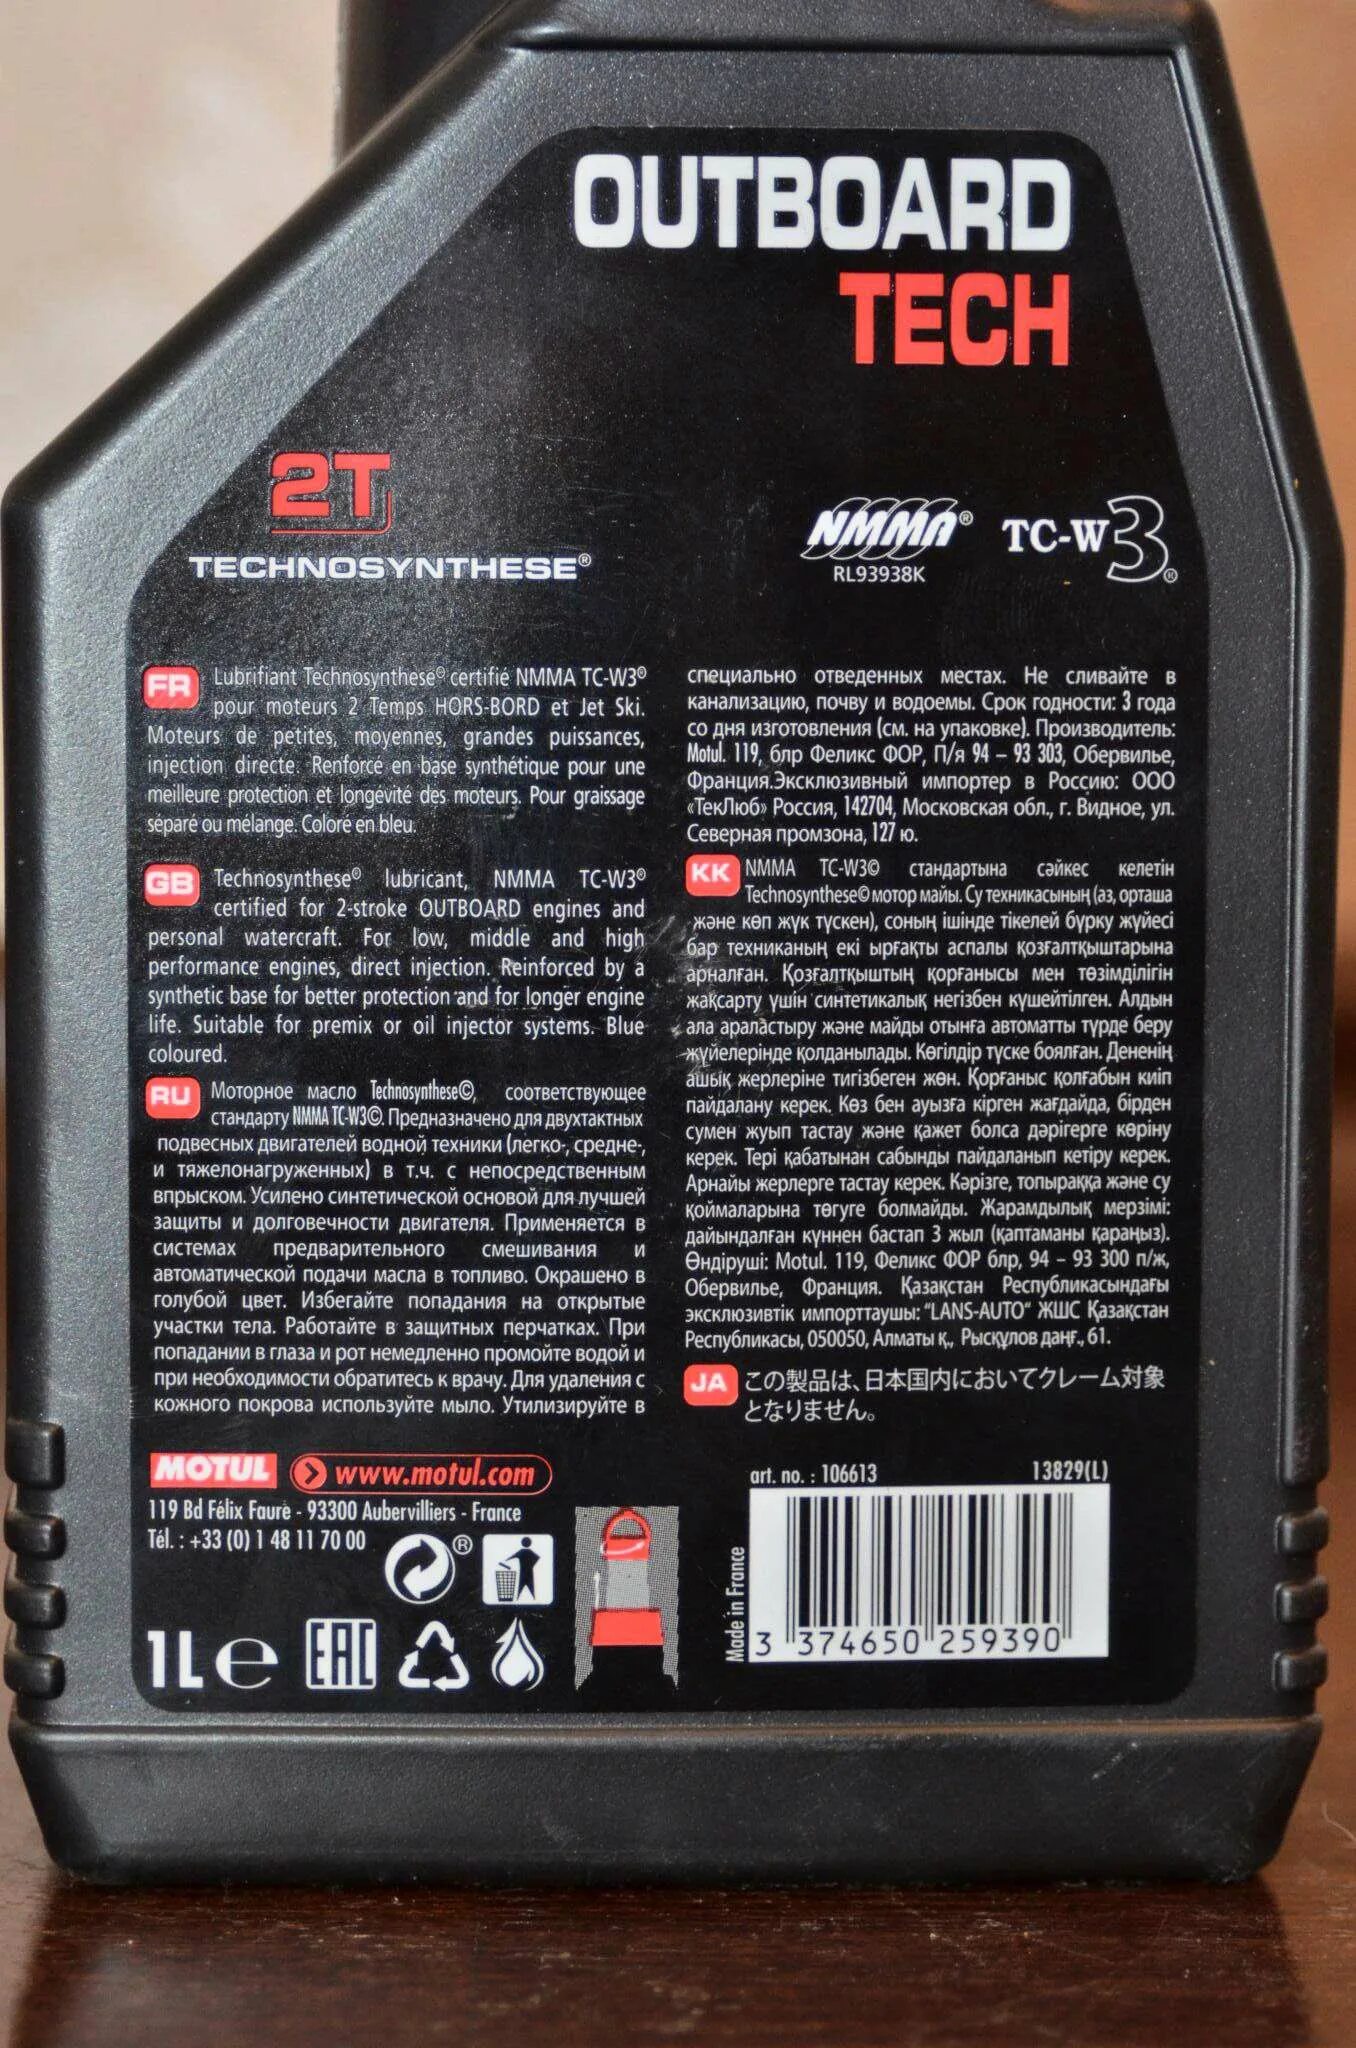 OUTBOARD
TECH
2T
TECHNOSYNTHESE®
NMMA®
RL93938K
TC-W3®
FR Lubrifiant Technosynthese® certifié NMMA TC-W3®
pour moteurs 2 Temps HORS-BORD et Jet Ski.
Moteurs de petites, moyennes, grandes puissances,
injection directe. Renforcé en base synthétique pour une
meilleure protection et longévité des moteurs. Pour graissage
séparé ou mélange. Coloré en bleu.
GB Technosynthese® lubricant, NMMA TC-W3®
certified for 2-stroke OUTBOARD engines and
personal watercraft. For low, middle and high
performance engines, direct injection. Reinforced by a
synthetic base for better protection and for longer engine
life. Suitable for premix or oil injector systems. Blue
coloured.
RU Моторное масло Technosynthese©, соответствующее
стандарту NMMA TC-W3©. Предназначено для двухтактных
подвесных двигателей водной техники (легко-, средне-,
и тяжелонагруженных) в т.ч. с непосредственным
впрыском. Усилено синтетической основой для лучшей
защиты и долговечности двигателя. Применяется в
системах предварительного смешивания и
автоматической подачи масла в топливо. Окрашено в
голубой цвет. Избегайте попадания на открытые
участки тела. Работайте в защитных перчатках. При
попадании в глаза и рот немедленно промойте водой и
при необходимости обратитесь к врачу. Для удаления с
кожного покрова используйте мыло. Утилизируйте в
специально отведенных местах. Не сливайте в
канализацию, почву и водоемы. Срок годности: 3 года
со дня изготовления (см. на упаковке). Производитель:
Motul. 119, блр Феликс ФОР, П/я 94 – 93 303, Обервилье,
Франция.Эксклюзивный импортер в Россию: ООО
«ТекЛюб» Россия, 142704, Московская обл., г. Видное, ул.
Северная промзона, 127 ю.
KK NMMA TC-W3© стандартына сәйкес келетін
Technosynthese© мотор майы. Су техникасының (аз, орташа
және көп жүк түскен), соның ішінде тікелей бүрку жүйесі
бар техниканың екі ырғақты аспалы қозғалтқыштарына
арналған. Қозғалтқыштың қорғанысы мен төзімділігін
жақсарту үшін синтетикалық негізбен күшейтілген. Алдын
ала араластыру және майды отынға автоматты түрде беру
жүйелерінде қолданылады. Көгілдір түске боялған. Дененің
ашық жерлеріне тигізбеген жөн. Қорғаныс қолғабын киіп
пайдалану керек. Көз бен ауызға кірген жағдайда, бірден
сумен жуып тастау және қажет болса дәрігерге көріну
керек. Тері қабатынан сабынды пайдаланып кетіру керек.
Арнайы жерлерге тастау керек. Кәрізге, топыраққа және су
қоймаларына төгуге болмайды. Жарамдылық мерзімі:
дайындалған күннен бастап 3 жыл (қаптаманы қараңыз).
Өндіруші: Motul. 119, Феликс ФОР блр, 94 – 93 300 п/ж,
Обервилье, Франция. Қазақстан Республикасындағы
эксклюзивтік импорттаушы: "LANS-AUTO" ЖШС Қазақстан
Республикасы, 050050, Алматы қ., Рысқұлов даңғ., 61.
JA この製品は、日本国内においてクレーム対象
となりません。
MOTUL
www.motul.com
119 Bd Félix Faure - 93300 Aubervilliers - France
Tél. : +33 (0) 1 48 11 70 00
®
1L e
EAC
art. no. : 106613 13829(L)
Made in France
3 374650 259390